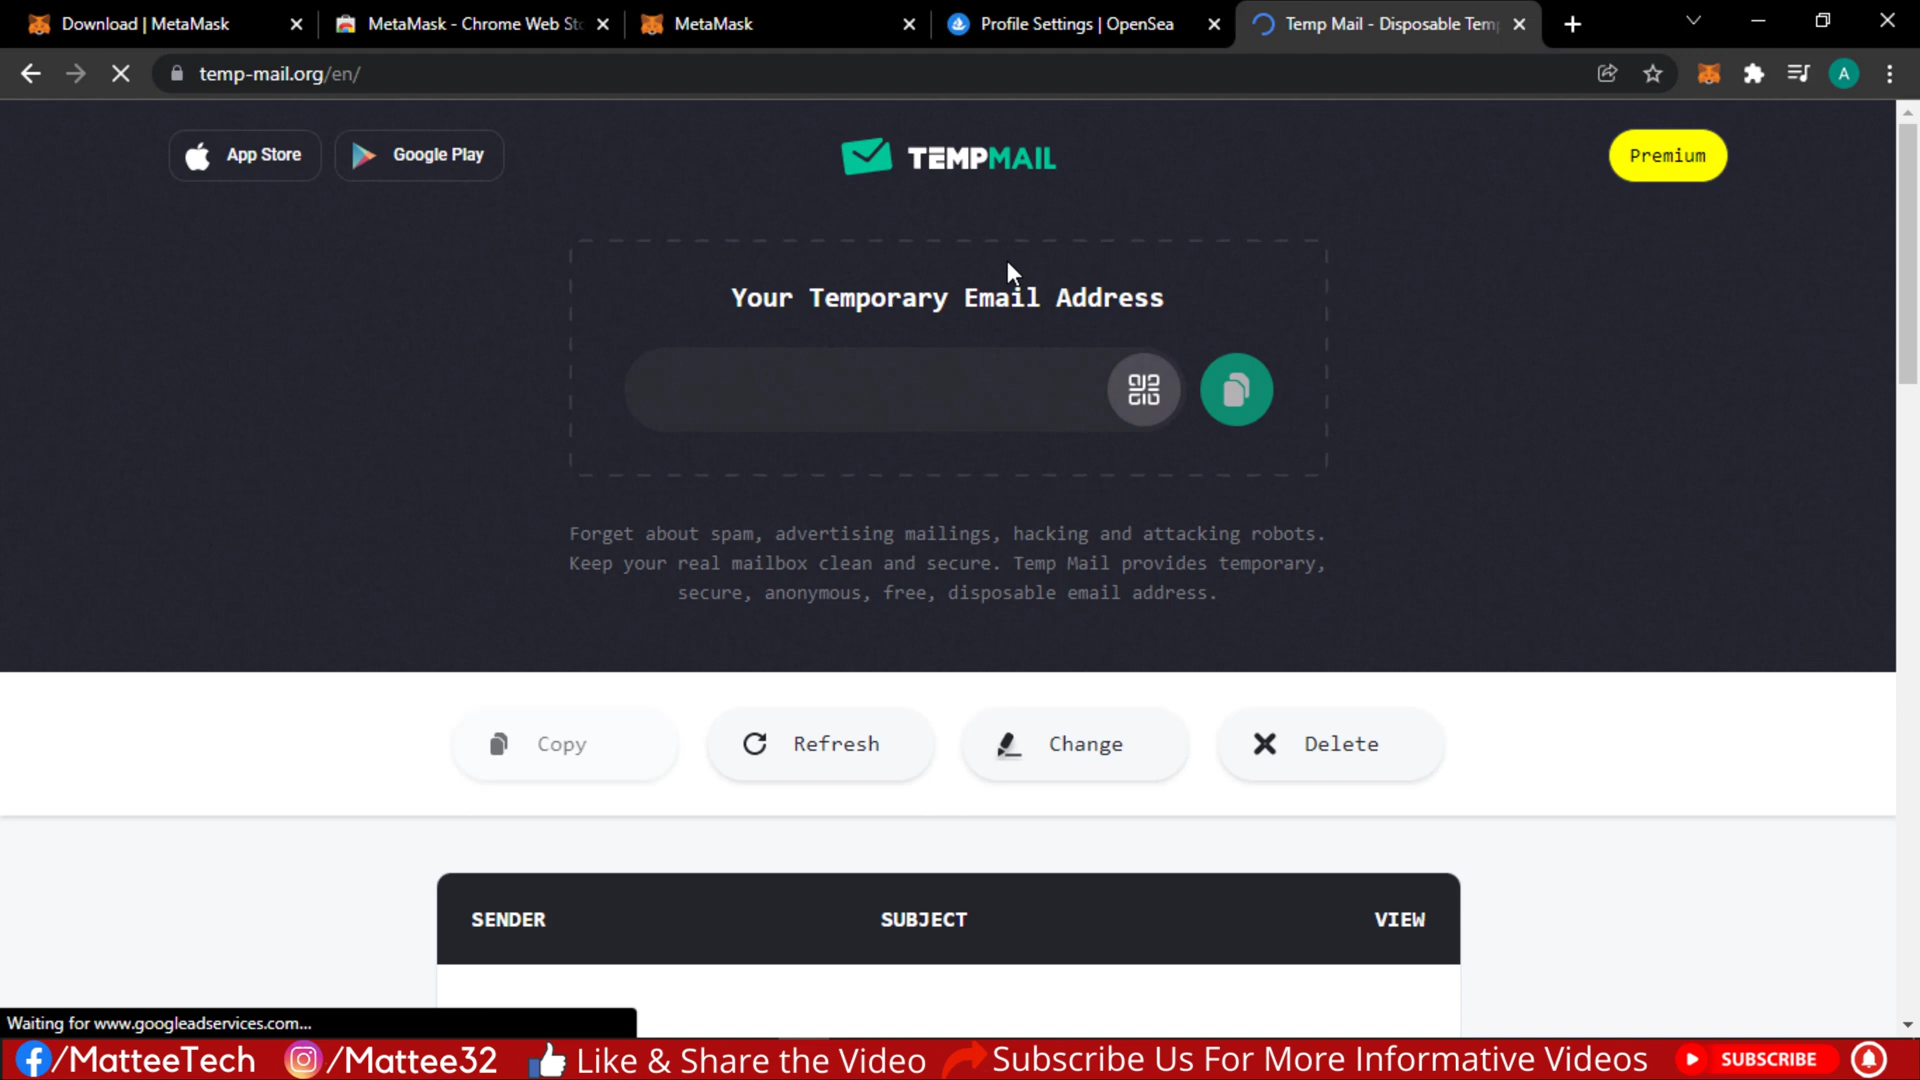 Download | MetaMask
MetaMask - Chrome Web Sto
MetaMask
Profile Settings | OpenSea
Temp Mail - Disposable Temp
temp-mail.org/en/
A
App Store
Google Play
TEMPMAIL
Premium
Your Temporary Email Address
Forget about spam, advertising mailings, hacking and attacking robots.
Keep your real mailbox clean and secure. Temp Mail provides temporary,
secure, anonymous, free, disposable email address.
Copy
Refresh
Change
Delete
SENDER
SUBJECT
VIEW
Waiting for www.googleadservices.com...
/MatteeTech
/Mattee32
Like & Share the Video
Subscribe Us For More Informative Videos
SUBSCRIBE